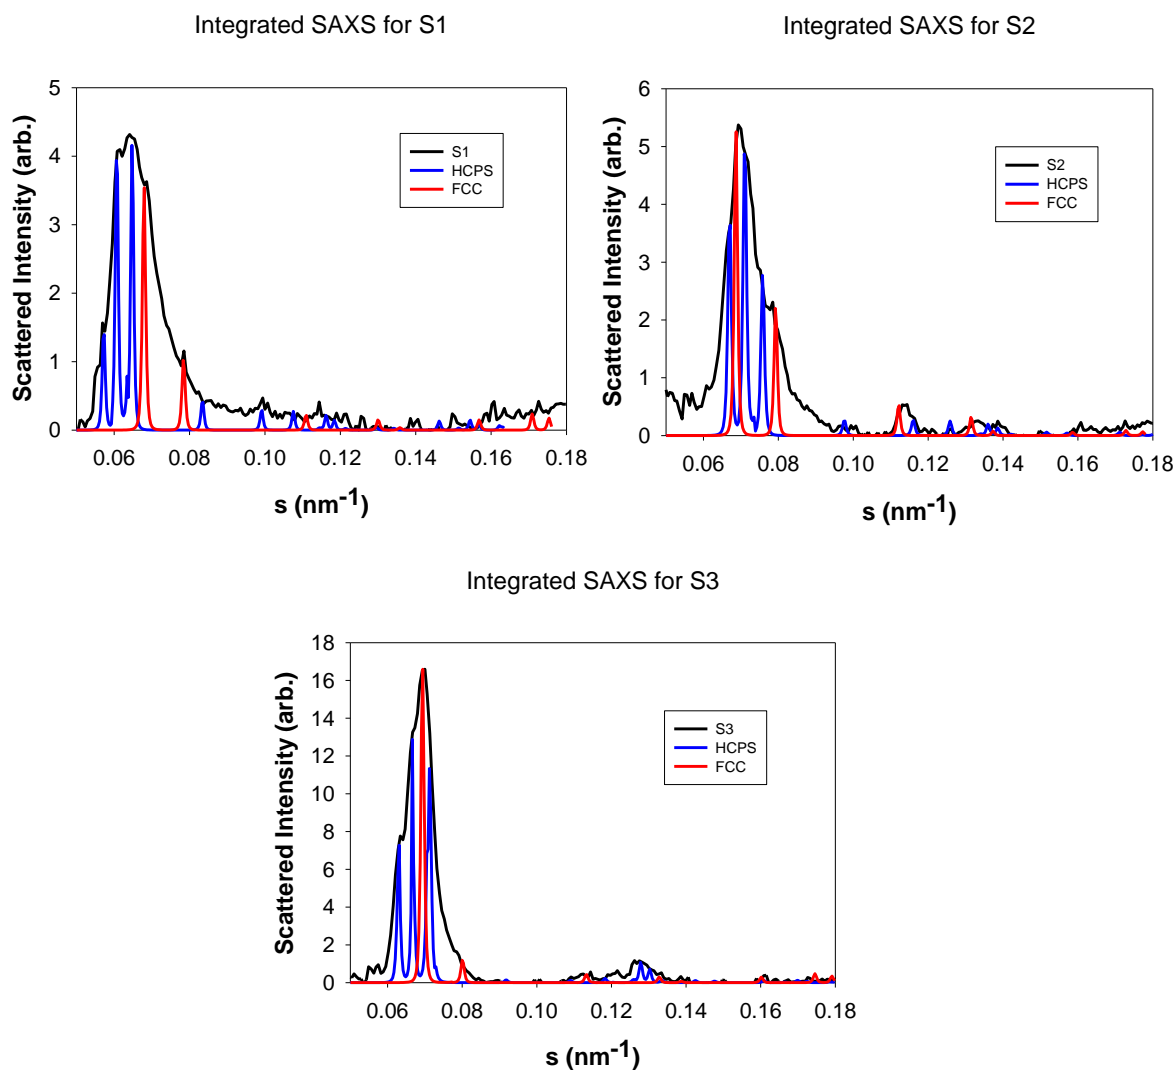 Integrated SAXS for S1
Integrated SAXS for S2
Scattered Intensity (arb.)
5
4
3
2
1
0
S1
HCPS
FCC
0.06 0.08 0.10 0.12 0.14 0.16 0.18
s (nm-1)
Scattered Intensity (arb.)
6
5
4
3
2
1
0
S2
HCPS
FCC
0.06 0.08 0.10 0.12 0.14 0.16 0.18
s (nm-1)
Integrated SAXS for S3
Scattered Intensity (arb.)
18
16
14
12
10
8
6
4
2
0
S3
HCPS
FCC
0.06 0.08 0.10 0.12 0.14 0.16 0.18
s (nm-1)